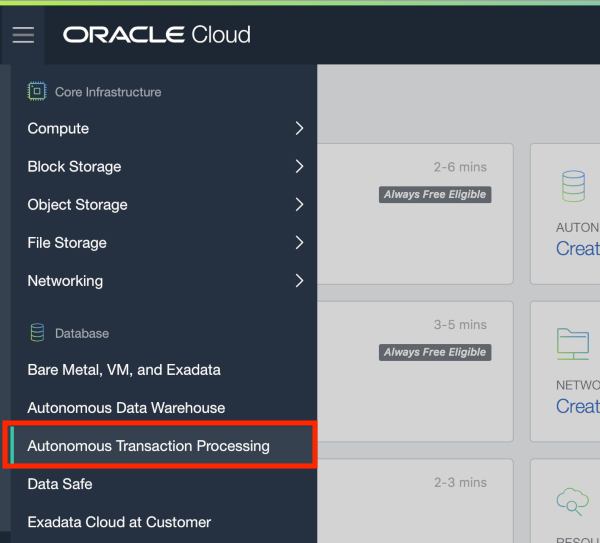 ORACLE Cloud
Core Infrastructure
Compute
Block Storage
Object Storage
File Storage
Networking
Database
Bare Metal, VM, and Exadata
Autonomous Data Warehouse
Autonomous Transaction Processing
Data Safe
Exadata Cloud at Customer
2-6 mins
Always Free Eligible
3-5 mins
Always Free Eligible
2-3 mins
AUTON
Creat
NETWO
Creat
RESOU